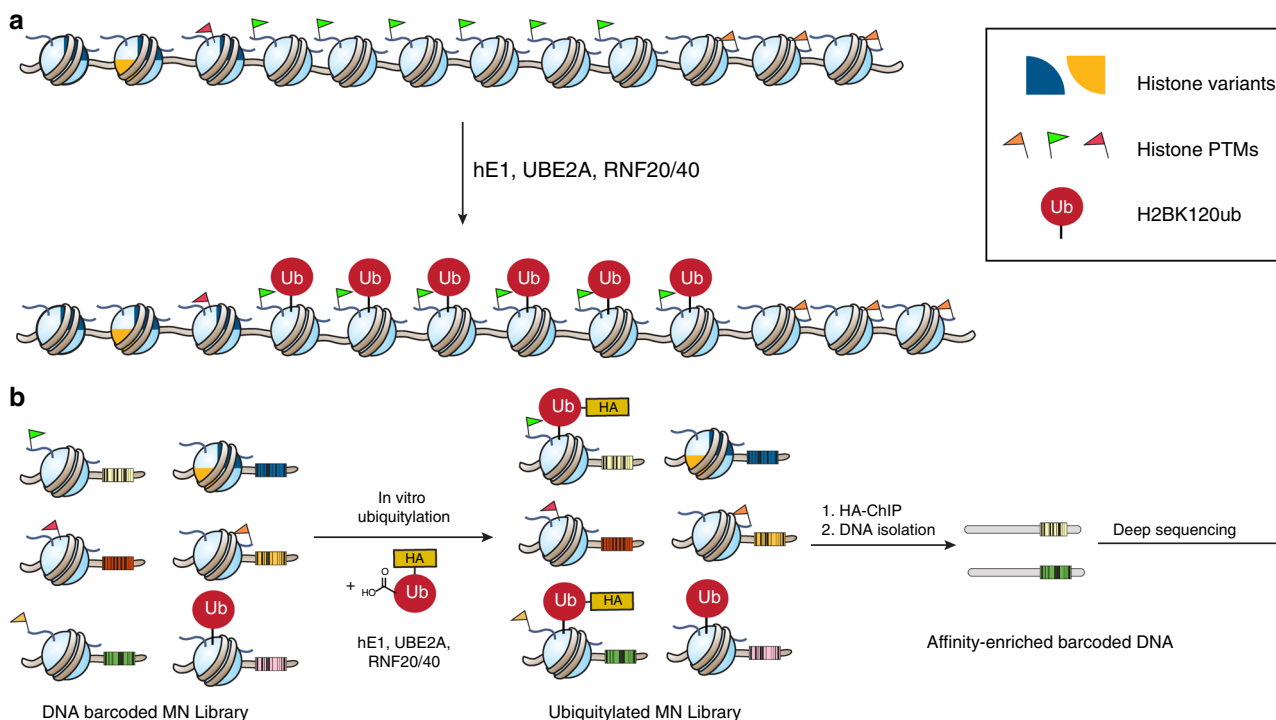 a
hE1, UBE2A, RNF20/40
Histone variants
Histone PTMs
Ub
H2BK120ub
Ub
Ub
Ub
Ub
Ub
Ub
b
Ub
HA
In vitro
ubiquitylation
HA
+
O
HO
Ub
hE1, UBE2A,
RNF20/40
Ub
Ub
HA
Ub
1. HA-ChIP
2. DNA isolation
Deep sequencing
Affinity-enriched barcoded DNA
DNA barcoded MN Library
Ubiquitylated MN Library